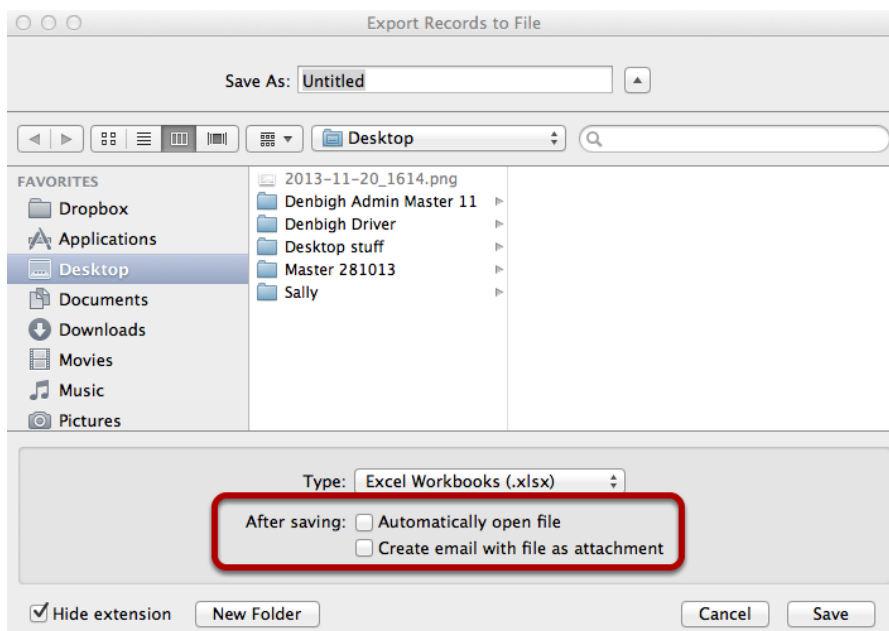 Export Records to File
Save As: Untitled
Desktop
FAVORITES
Dropbox
Applications
Desktop
Documents
Downloads
Movies
Music
Pictures
2013-11-20_1614.png
Denbigh Admin Master 11
Denbigh Driver
Desktop stuff
Master 281013
Sally
Type: Excel Workbooks (.xlsx)
After saving: Automatically open file
Create email with file as attachment
Hide extension New Folder Cancel Save